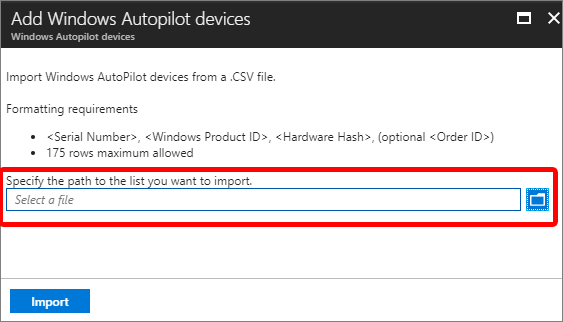 Add Windows Autopilot devices
Windows Autopilot devices
Import Windows AutoPilot devices from a .CSV file.
Formatting requirements
• <Serial Number>, <Windows Product ID>, <Hardware Hash>, (optional <Order ID>)
• 175 rows maximum allowed
Specify the path to the list you want to import.
Select a file
Import